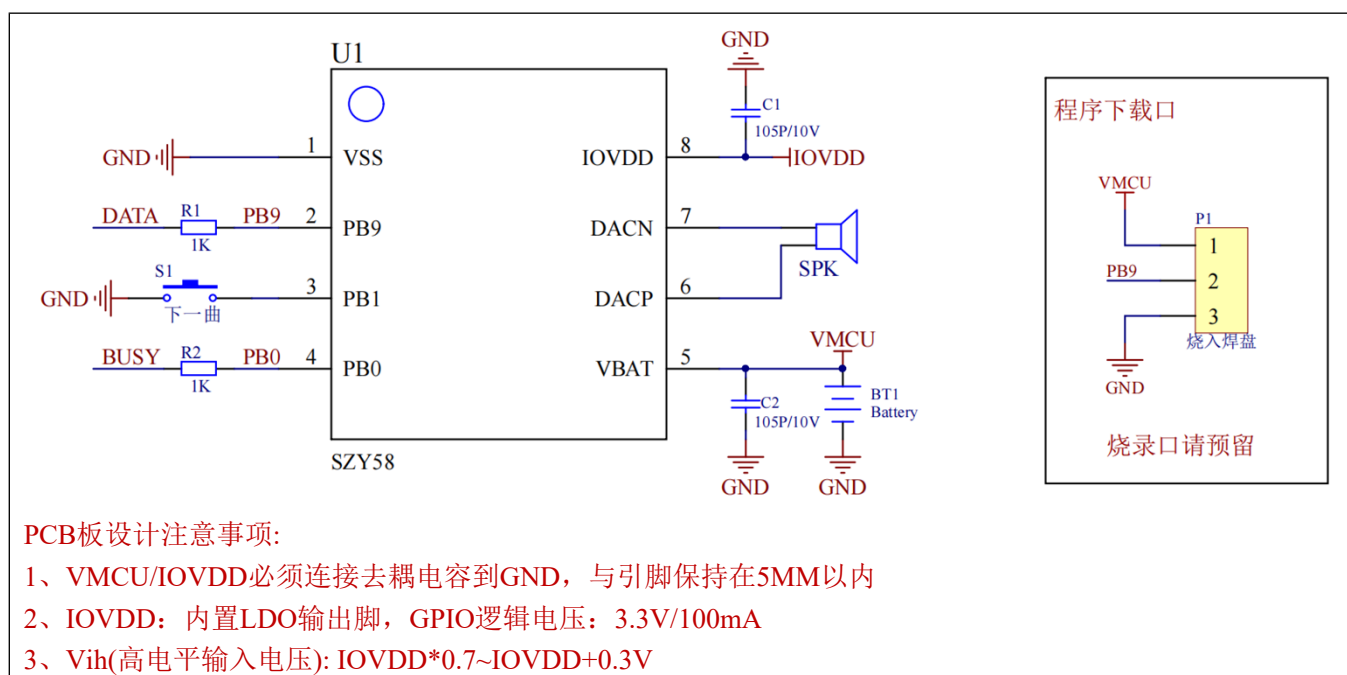 U1
SZY58
GND
1 VSS
DATA R1 PB9 2 PB9
1K
S1
GND 3 PB1
下一曲
BUSY R2 PB0 4 PB0
1K
GND
C1
105P/10V
IOVDD 8 IOVDD
DACN 7
SPK
DACP 6
VMCU
VBAT 5
C2
105P/10V
BT1
Battery
GND GND
程序下载口
VMCU
P1
1
PB9 2
3
烧入焊盘
GND
烧录口请预留
PCB板设计注意事项:
1、VMCU/IOVDD必须连接去耦电容到GND，与引脚保持在5MM以内
2、IOVDD：内置LDO输出脚，GPIO逻辑电压：3.3V/100mA
3、Vih(高电平输入电压): IOVDD*0.7~IOVDD+0.3V